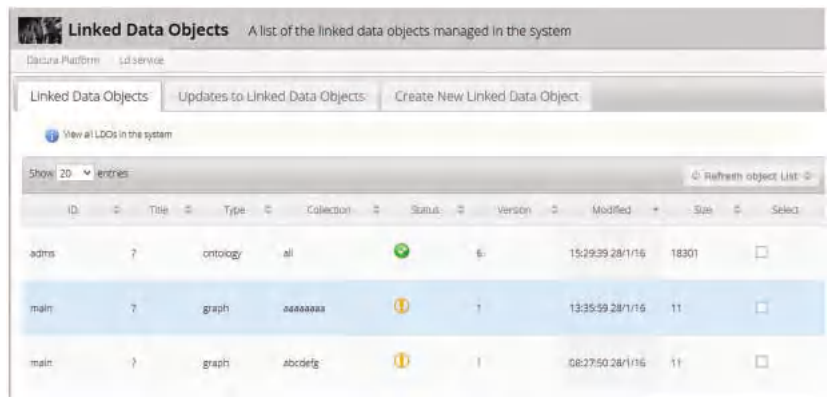 Linked Data Objects A list of the linked data objects managed in the system
Dacura Platform Ld service
Linked Data Objects Updates to Linked Data Objects Create New Linked Data Object
View all LDOs in the system
Show 20 entries Refresh object List
ID Title Type Collection Status Version Modified Size Select
adms ? ontology all 6 15:29:39 28/1/16 18301
main ? graph aaaaaaaa 1 13:35:59 28/1/16 11
main ? graph abcdefg 1 08:27:50 28/1/16 11